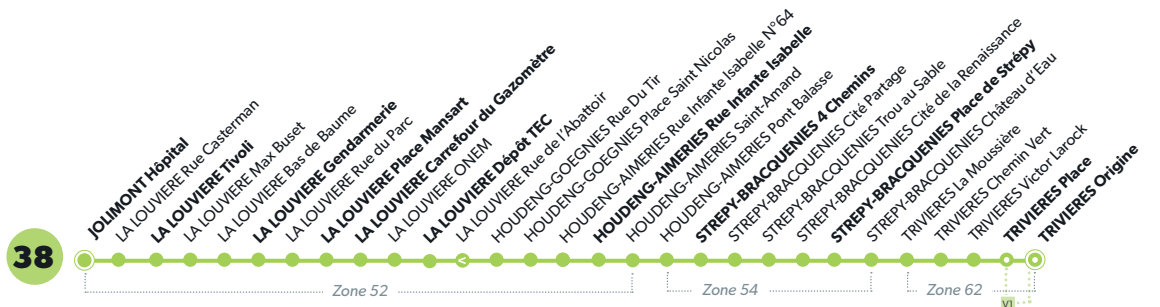 JOLIMONT Hôpital
LA LOUVIERE Rue Casterman
LA LOUVIERE Tivoli
LA LOUVIERE Max Buset
LA LOUVIERE Bas de Baume
LA LOUVIERE Gendarmerie
LA LOUVIERE Rue du Parc
LA LOUVIERE Place Mansart
LA LOUVIERE Carrefour du Gazomètre
LA LOUVIERE ONEM
LA LOUVIERE Dépôt TEC
LA LOUVIERE Rue de l'Abattoir
HOUDENG-GOEGNIES Rue Du Tir
HOUDENG-GOEGNIES Place Saint Nicolas
HOUDENG-AIMERIES Rue Infante Isabelle N°64
HOUDENG-AIMERIES Rue Infante Isabelle
HOUDENG-AIMERIES Saint-Amand
HOUDENG-AIMERIES Pont Balasse
STREPY-BRACQUENIES 4 Chemins
STREPY-BRACQUENIES Cité Partage
STREPY-BRACQUENIES Trou au Sable
STREPY-BRACQUENIES Cité de la Renaissance
STREPY-BRACQUENIES Place de Strépy
STREPY-BRACQUENIES Château d'Eau
TRIVIERES La Moussière
TRIVIERES Chemin Vert
TRIVIERES Victor Larock
TRIVIERES Place
TRIVIERES Origine
38
Zone 52
Zone 54
Zone 62
V1